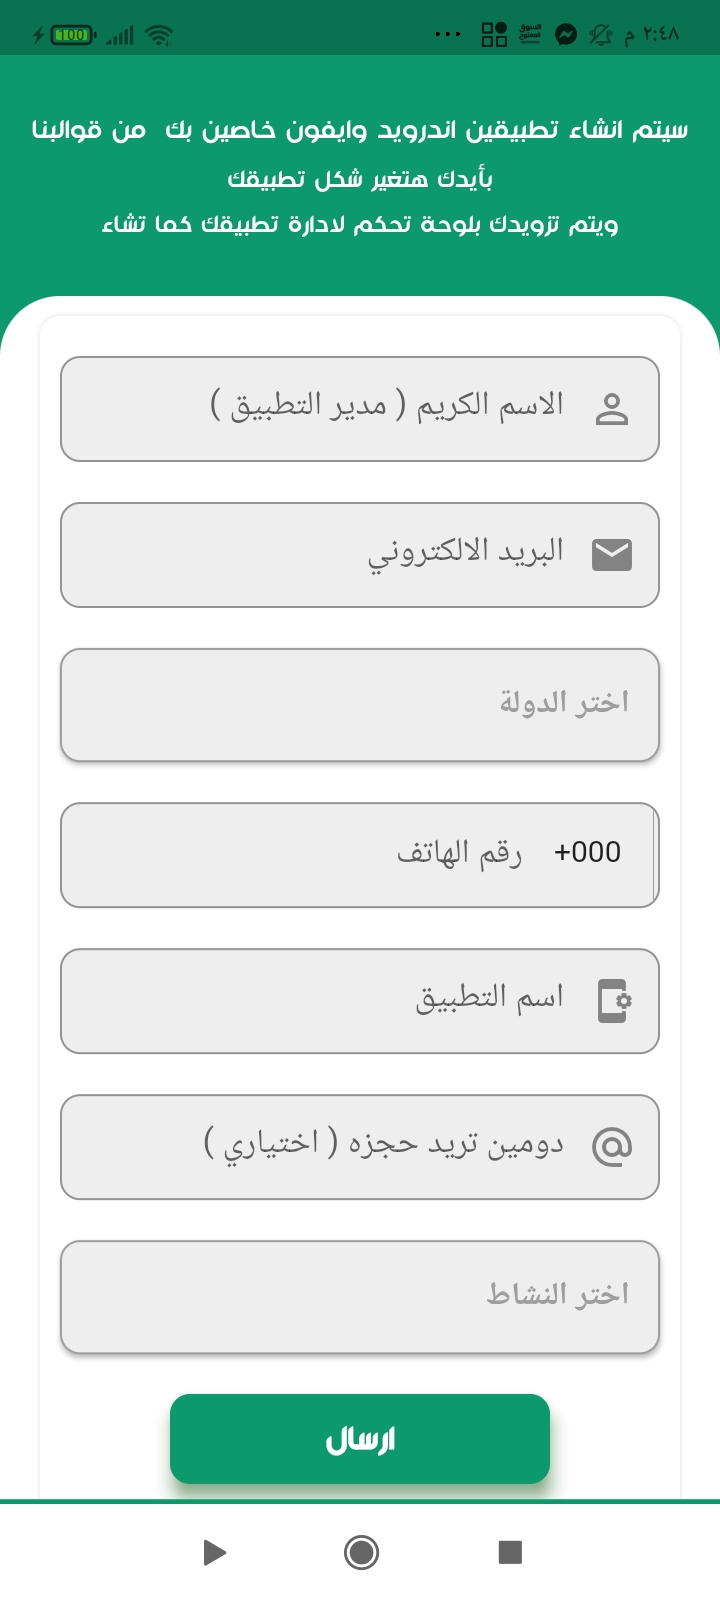 ٢:٤٨ م
100
سيتم انشاء تطبيقين اندرويد وايفون خاصين بك من قوالبنا
بأيدك هتغير شكل تطبيقك
ويتم تزويدك بلوحة تحكم لادارة تطبيقك كما تشاء
الاسم الكريم ( مدير التطبيق )
البريد الالكتروني
اختر الدولة
+000 رقم الهاتف
اسم التطبيق
دومين تريد حجزه ( اختياري )
اختر النشاط
ارسال